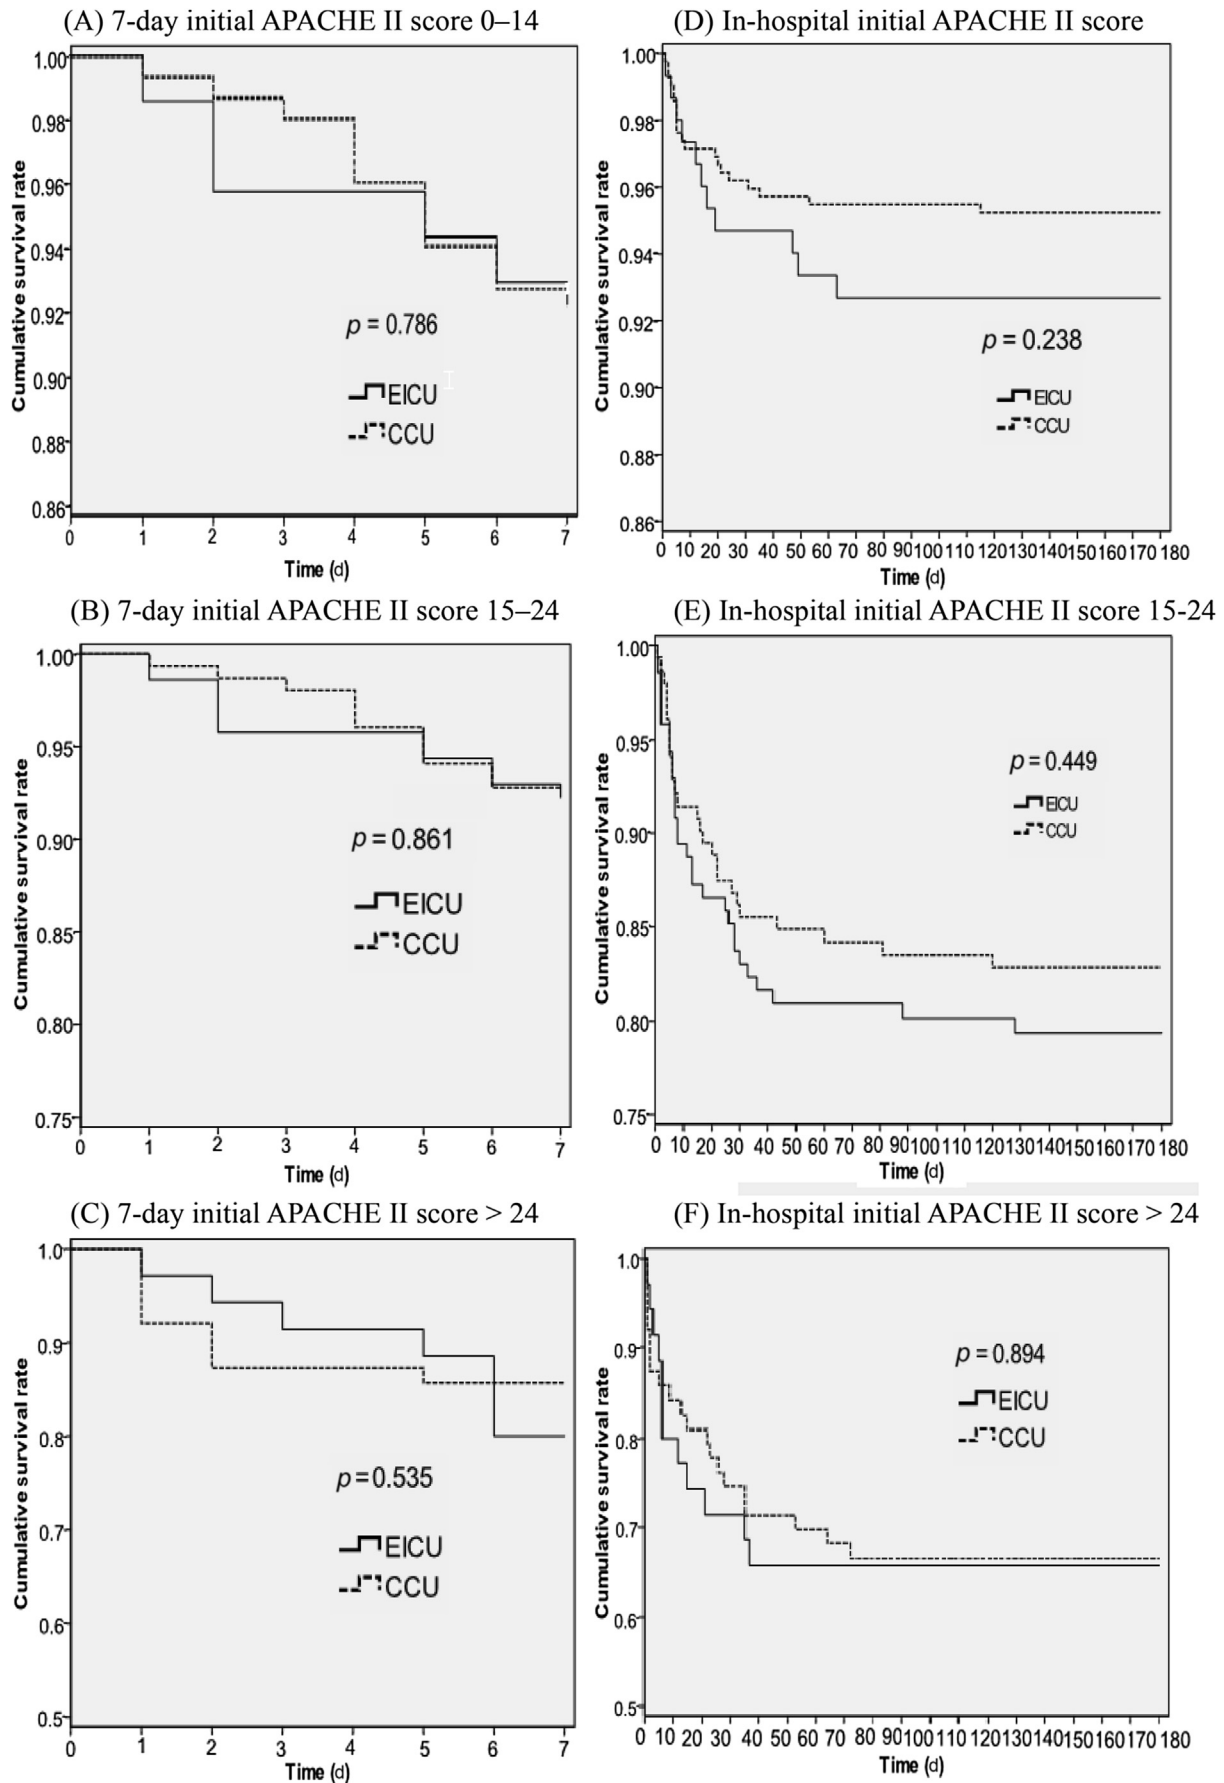 (A) 7-day initial APACHE II score 0–14
1.00
0.98
0.96
0.94
0.92
0.90
0.88
0.86
Cumulative survival rate
p = 0.786
EICU
CCU
0 1 2 3 4 5 6 7
Time (d)
(D) In-hospital initial APACHE II score
1.00
0.98
0.96
0.94
0.92
0.90
0.88
0.86
Cumulative survival rate
p = 0.238
EICU
CCU
0 10 20 30 40 50 60 70 80 90100110120130140150160170 180
Time (d)
(B) 7-day initial APACHE II score 15–24
1.00
0.95
0.90
0.85
0.80
0.75
Cumulative survival rate
p = 0.861
EICU
CCU
0 1 2 3 4 5 6 7
Time (d)
(E) In-hospital initial APACHE II score 15-24
1.00
0.95
0.90
0.85
0.80
0.75
Cumulative survival rate
p = 0.449
EICU
CCU
0 10 20 30 40 50 60 70 80 90100110120130140150160170 180
Time (d)
(C) 7-day initial APACHE II score > 24
1.0
0.9
0.8
0.7
0.6
0.5
Cumulative survival rate
p = 0.535
EICU
CCU
0 1 2 3 4 5 6 7
Time (d)
(F) In-hospital initial APACHE II score > 24
1.0
0.9
0.8
0.7
0.6
0.5
Cumulative survival rate
p = 0.894
EICU
CCU
0 10 20 30 40 50 60 70 80 90100110120130140150160170 180
Time (d)